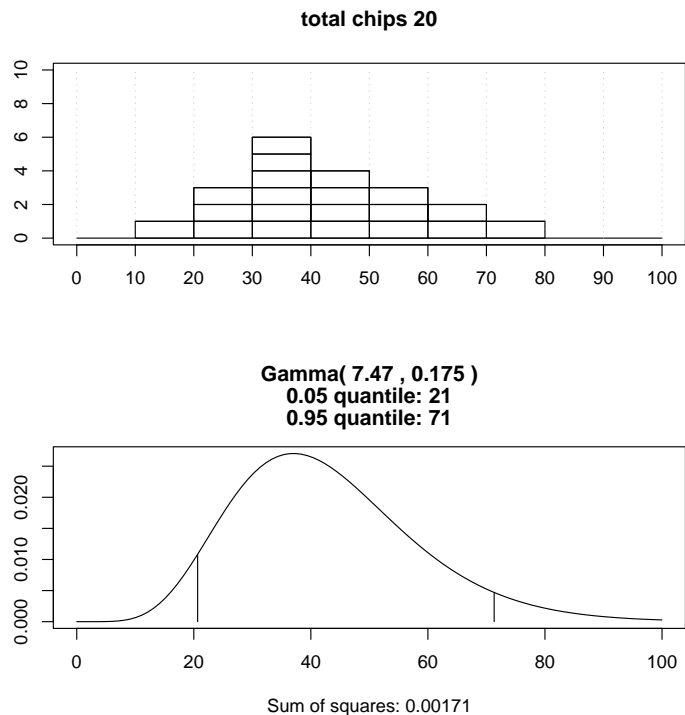 total chips 20
10
8
6
4
2
0
0 10 20 30 40 50 60 70 80 90 100
Gamma( 7.47 , 0.175 )
0.05 quantile: 21
0.95 quantile: 71
0.020
0.010
0.000
0 20 40 60 80 100
Sum of squares: 0.00171